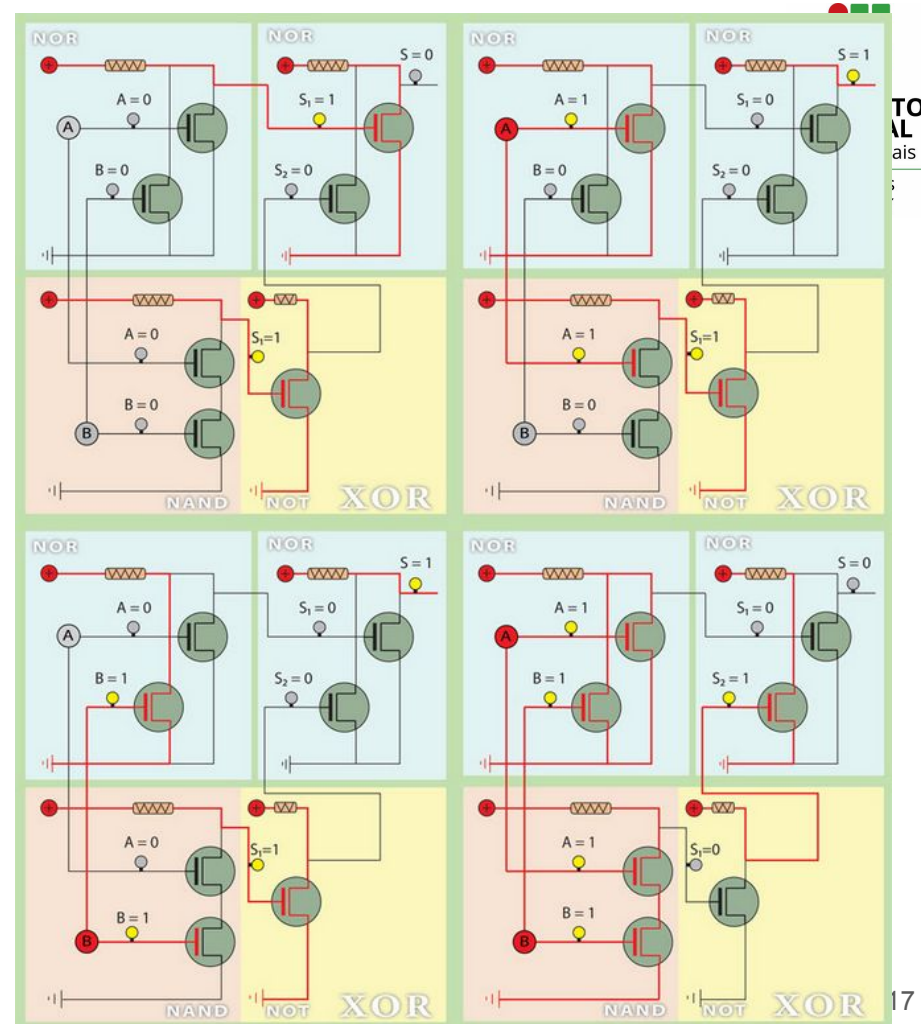 NOR
NOR
S = 0
A = 0
S₁ = 1
A
B = 0
S₂ = 0
A = 0
S₁=1
B = 0
B
NAND
NOT
XOR
NOR
NOR
S = 1
A = 1
S₁ = 0
A
B = 0
S₂ = 0
A = 1
S₁=1
B = 0
B
NAND
NOT
XOR
TO
AL
ais
NOR
NOR
S = 1
A = 0
S₁ = 0
A
B = 1
S₂ = 0
A = 0
S₁=1
B = 1
B
NAND
NOT
XOR
NOR
NOR
S = 0
A = 1
S₁ = 0
A
B = 1
S₂ = 1
A = 1
S₁=0
B = 1
B
NAND
NOT
XOR
17